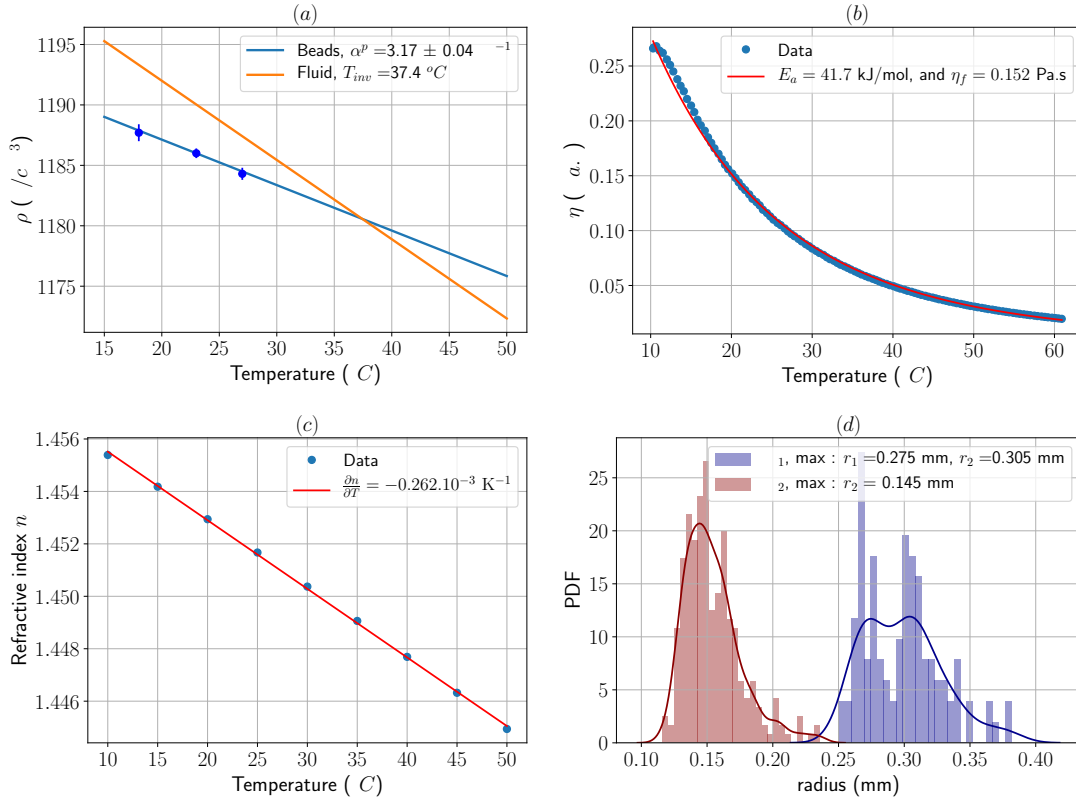 (a)
1195
1190
1185
1180
1175
15 20 25 30 35 40 45 50
ρ ( /c 3)
Temperature ( C)
Beads, α^p =3.17 ± 0.04 −1
Fluid, T_inv =37.4 °C
(b)
0.25
0.20
0.15
0.10
0.05
10 20 30 40 50 60
η ( a. )
Temperature ( C)
Data
E_a = 41.7 kJ/mol, and η_f = 0.152 Pa.s
(c)
1.456
1.454
1.452
1.450
1.448
1.446
10 15 20 25 30 35 40 45 50
Refractive index n
Temperature ( C)
Data
∂n/∂T = −0.262.10^−3 K^−1
(d)
25
20
15
10
5
0
0.10 0.15 0.20 0.25 0.30 0.35 0.40
PDF
radius (mm)
1, max : r_1 =0.275 mm, r_2 =0.305 mm
2, max : r_2 = 0.145 mm